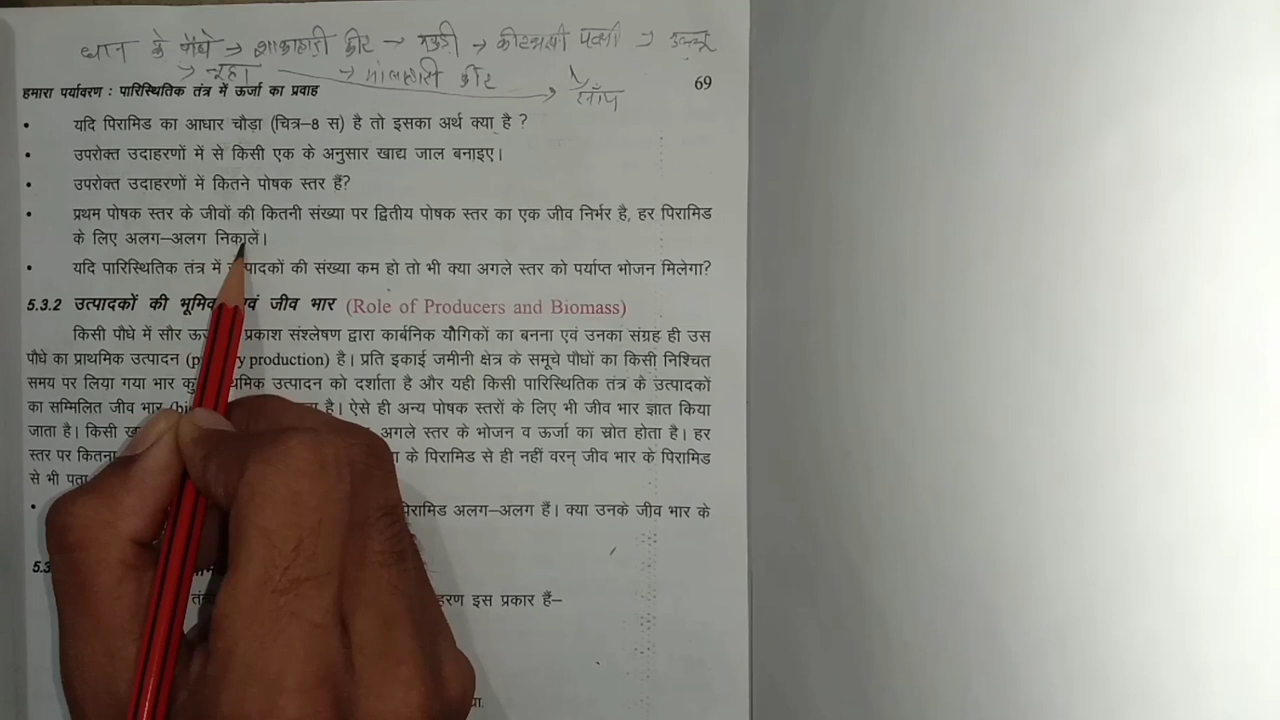 धान के पौधे → शाकाहारी कीट → मकड़ी → कीटभक्षी पक्षी → उल्लू
→ चूहा → मांसाहारी कीट → साँप
हमारा पर्यावरण : पारिस्थितिक तंत्र में ऊर्जा का प्रवाह 69
• यदि पिरामिड का आधार चौड़ा (चित्र–8 स) है तो इसका अर्थ क्या है ?
• उपरोक्त उदाहरणों में से किसी एक के अनुसार खाद्य जाल बनाइए।
• उपरोक्त उदाहरणों में कितने पोषक स्तर हैं?
• प्रथम पोषक स्तर के जीवों की कितनी संख्या पर द्वितीय पोषक स्तर का एक जीव निर्भर है, हर पिरामिड
के लिए अलग–अलग निकालें।
• यदि पारिस्थितिक तंत्र में की संख्या कम हो तो भी क्या अगले स्तर को पर्याप्त भोजन मिलेगा?
5.3.2 उत्पादकों की एवं जीव भार (Role of Producers and Biomass)
किसी पौधे में सौर प्रकाश संश्लेषण द्वारा कार्बनिक यौगिकों का बनना एवं उनका संग्रह ही उस
पौधे का प्राथमिक उत्पादन production) है। प्रति इकाई जमीनी क्षेत्र के समूचे पौधों का किसी निश्चित
समय पर लिया गया भार उत्पादन को दर्शाता है और यही किसी पारिस्थितिक तंत्र के उत्पादकों
का सम्मिलित जीव भार है। ऐसे ही अन्य पोषक स्तरों के लिए भी जीव भार ज्ञात किया
जाता है। किसी अगले स्तर के भोजन व ऊर्जा का स्रोत होता है। हर
स्तर पर के पिरामिड से ही नहीं वरन् जीव भार के पिरामिड
से भी
• पिरामिड अलग–अलग हैं। क्या उनके जीव भार के
इस प्रकार हैं–